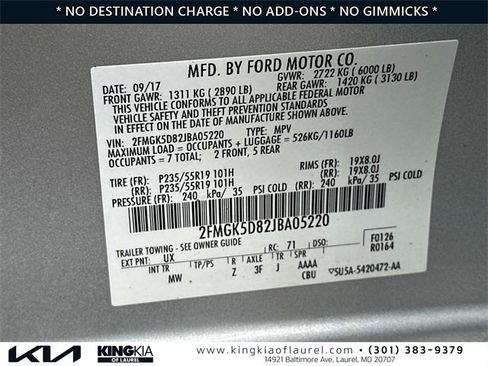 * NO DESTINATION CHARGE * NO ADD-ONS * NO GIMMICKS *
MFD. BY FORD MOTOR CO.
DATE: 09/17
GVWR: 2722 KG ( 6000 LB)
FRONT GAWR: 1311 KG ( 2890 LB)
REAR GAWR: 1420 KG ( 3130 LB)
THIS VEHICLE CONFORMS TO ALL APPLICABLE FEDERAL MOTOR
VEHICLE SAFETY AND THEFT PREVENTION STANDARDS
IN EFFECT ON THE DATE OF MANUFACTURE SHOWN ABOVE.
VIN: 2FMGK5D82JBA05220
TYPE: MPV
MAXIMUM LOAD = OCCUPANTS + LUGGAGE = 526KG/1160LB
OCCUPANTS = 7 TOTAL; 2 FRONT, 5 REAR
TIRE (FR): P235/55R19 101H RIMS (FR): 19X8.0J
(RR): P235/55R19 101H (RR): 19X8.0J
PRESSURE (FR): 240 kPa/ 35 PSI COLD (RR): 240 kPa/ 35 PSI COLD
2FMGK5D82JBA05220
TRAILER TOWING - SEE OWNER GUIDE
EXT PNT: UX RC: 71 DSO:
F0126
R0164
INT TR TP/PS R AXLE TR SPR
MW Z 3F J AAAA
CBU
▽SU5A-5420472-AA
KIA
KING KIA
OF LAUREL
www.kingkiaoflaurel.com • (301) 383-9379
14921 Baltimore Ave, Laurel, MD 20707